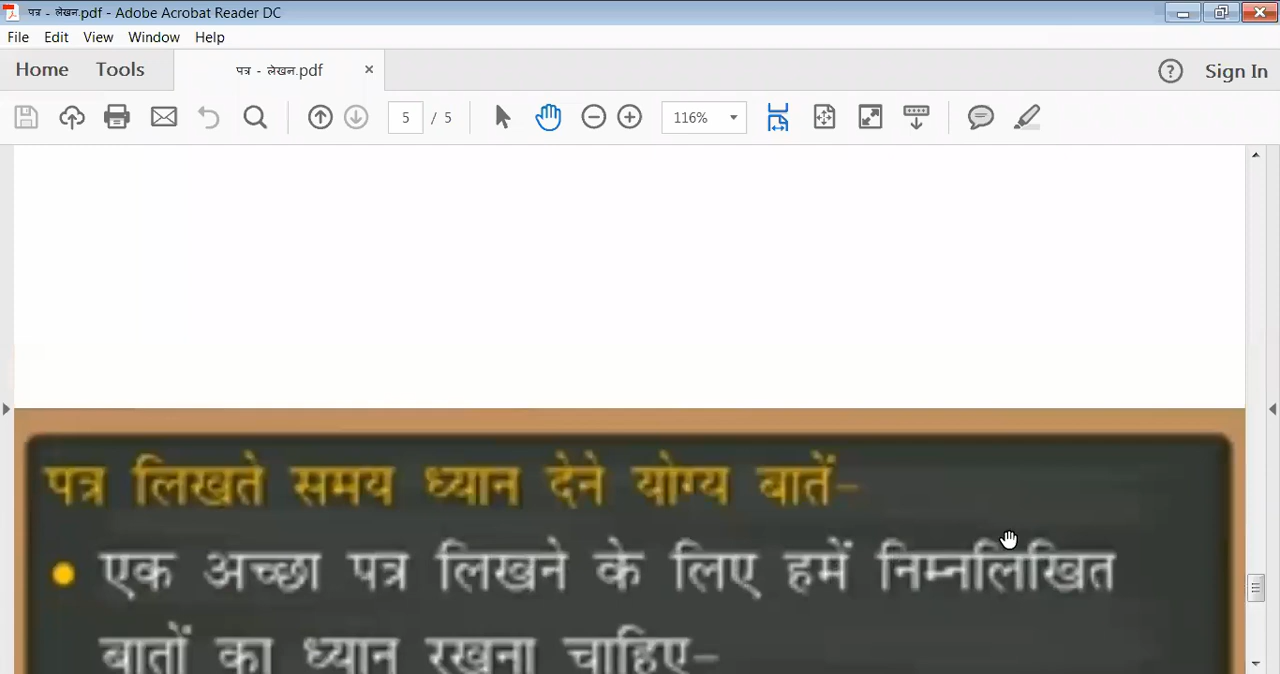 पत्र - लेखन.pdf - Adobe Acrobat Reader DC
File Edit View Window Help
Home Tools पत्र - लेखन.pdf × ? Sign In
5 / 5 116%
पत्र लिखते समय ध्यान देने योग्य बातें–
• एक अच्छा पत्र लिखने के लिए हमें निम्नलिखित
बातों का ध्यान रखना चाहिए–